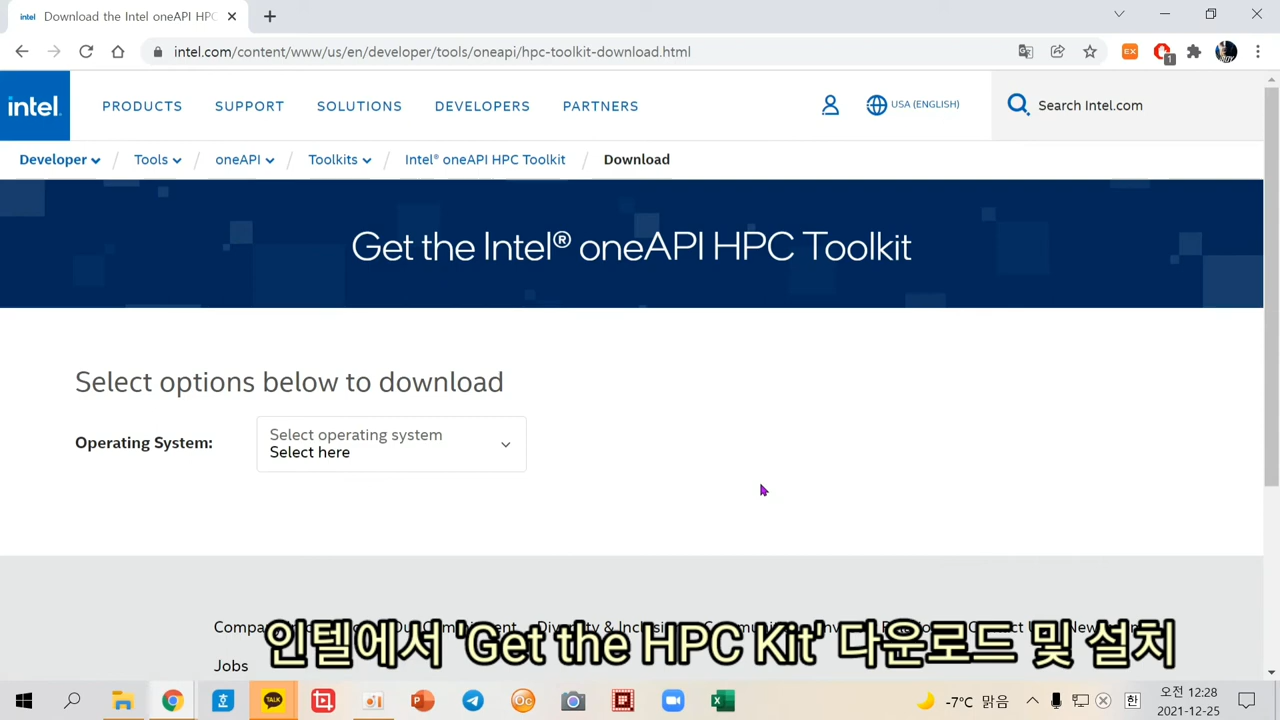 intel Download the Intel oneAPI HPC
intel.com/content/www/us/en/developer/tools/oneapi/hpc-toolkit-download.html
EX
1
intel.
PRODUCTS SUPPORT SOLUTIONS DEVELOPERS PARTNERS
USA (ENGLISH)
Search Intel.com
Developer / Tools / oneAPI / Toolkits / Intel® oneAPI HPC Toolkit / Download
Get the Intel® oneAPI HPC Toolkit
Select options below to download
Operating System:
Select operating system
Select here
인텔에서 'Get the HPC Kit' 다운로드 및 설치
Jobs
TALK
-7°C 맑음
한
오전 12:28
2021-12-25